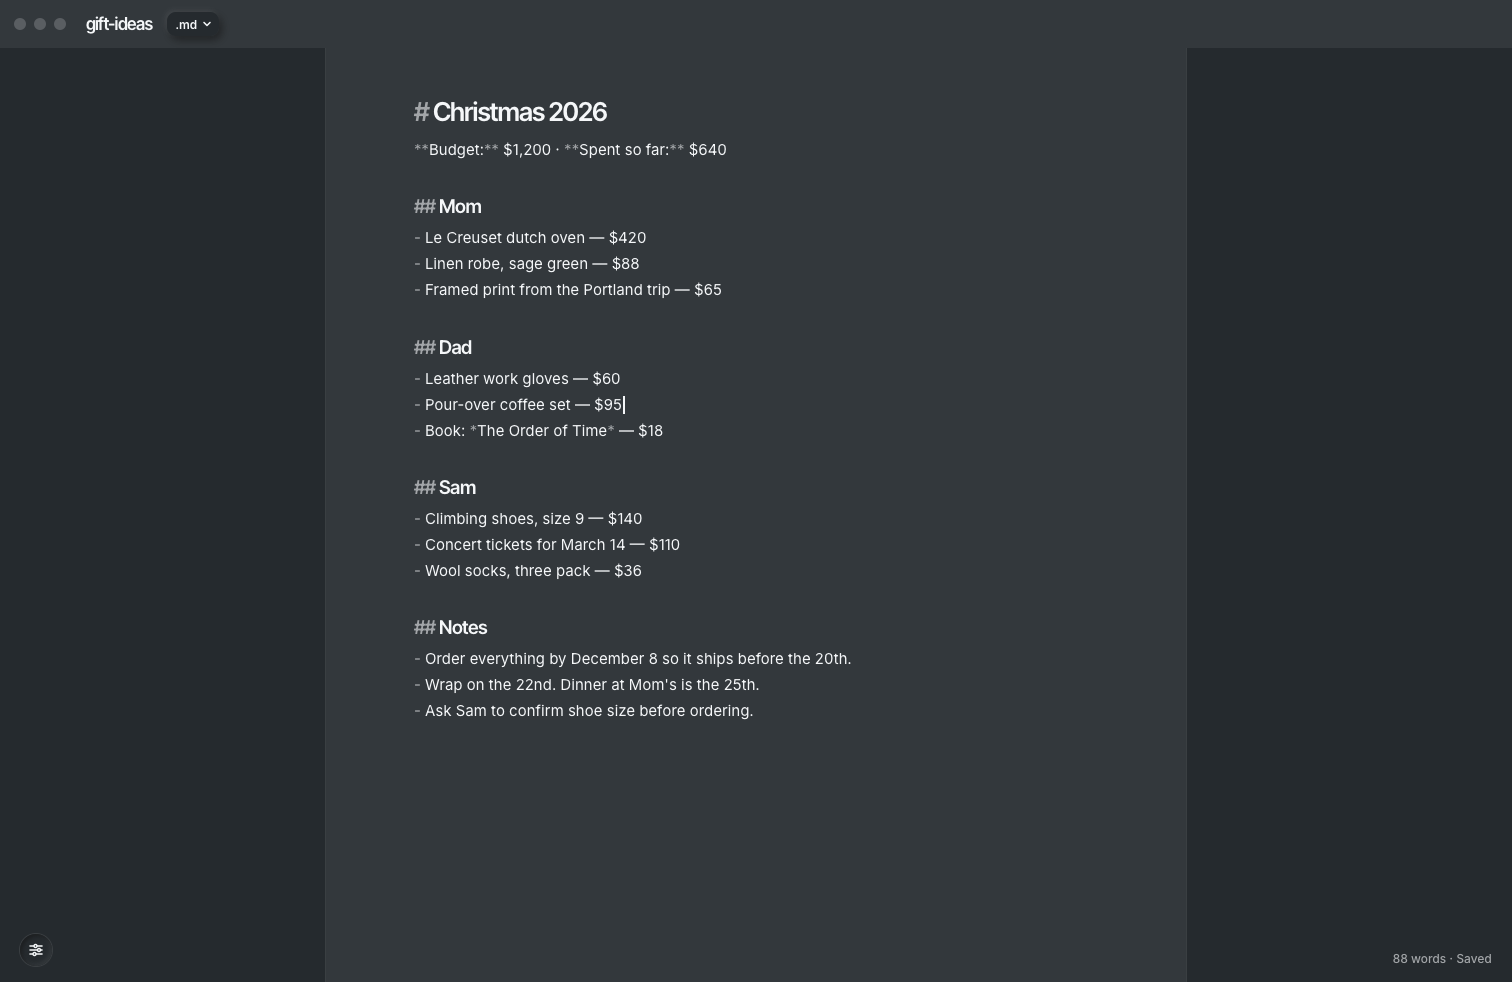 gift-ideas .md
# Christmas 2026
**Budget:** $1,200 · **Spent so far:** $640
## Mom
- Le Creuset dutch oven — $420
- Linen robe, sage green — $88
- Framed print from the Portland trip — $65
## Dad
- Leather work gloves — $60
- Pour-over coffee set — $95
- Book: *The Order of Time* — $18
## Sam
- Climbing shoes, size 9 — $140
- Concert tickets for March 14 — $110
- Wool socks, three pack — $36
## Notes
- Order everything by December 8 so it ships before the 20th.
- Wrap on the 22nd. Dinner at Mom's is the 25th.
- Ask Sam to confirm shoe size before ordering.
88 words · Saved